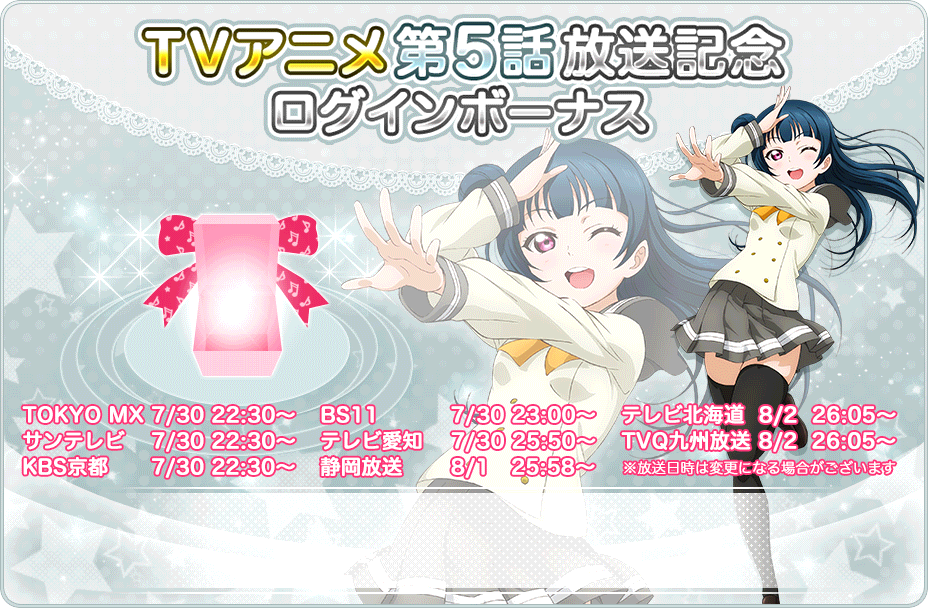 TVアニメ第5話放送記念
ログインボーナス
TOKYO MX 7/30 22:30～
サンテレビ 7/30 22:30～
KBS京都 7/30 22:30～
BS11 7/30 23:00～
テレビ愛知 7/30 25:50～
静岡放送 8/1 25:58～
テレビ北海道 8/2 26:05～
TVQ九州放送 8/2 26:05～
※放送日時は変更になる場合がございます